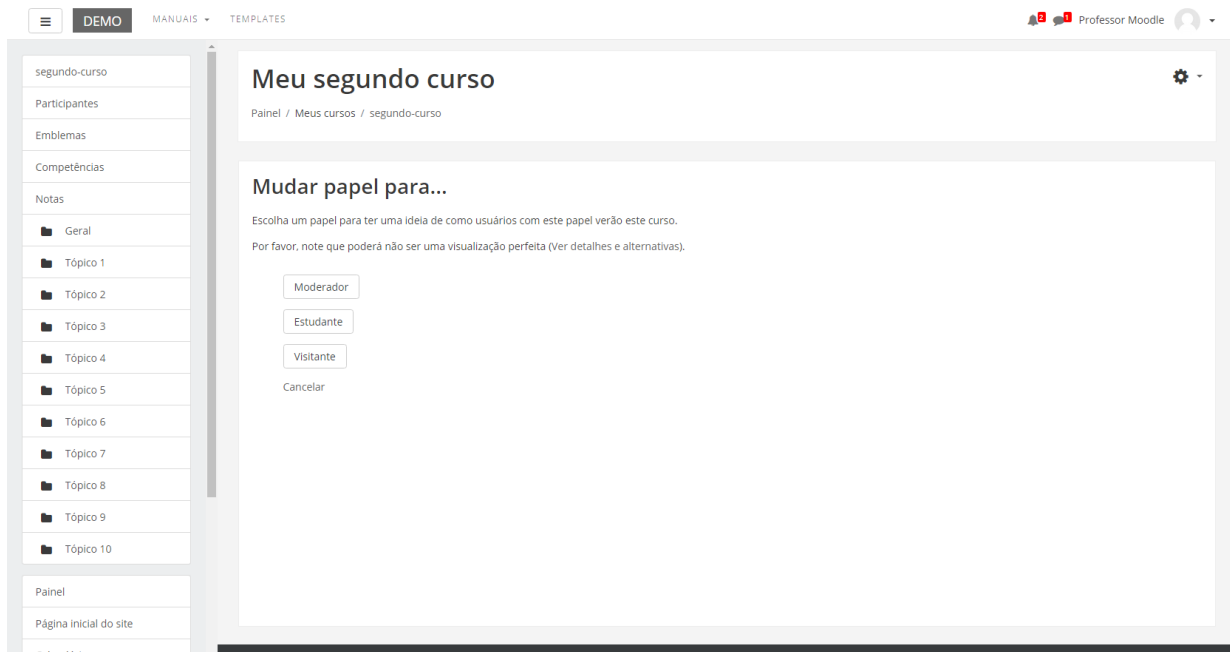 DEMO MANUAIS TEMPLATES 2 1 Professor Moodle
segundo-curso
Participantes
Emblemas
Competências
Notas
Geral
Tópico 1
Tópico 2
Tópico 3
Tópico 4
Tópico 5
Tópico 6
Tópico 7
Tópico 8
Tópico 9
Tópico 10
Painel
Página inicial do site
Meu segundo curso
Painel / Meus cursos / segundo-curso
Mudar papel para...
Escolha um papel para ter uma ideia de como usuários com este papel verão este curso.
Por favor, note que poderá não ser uma visualização perfeita (Ver detalhes e alternativas).
Moderador
Estudante
Visitante
Cancelar